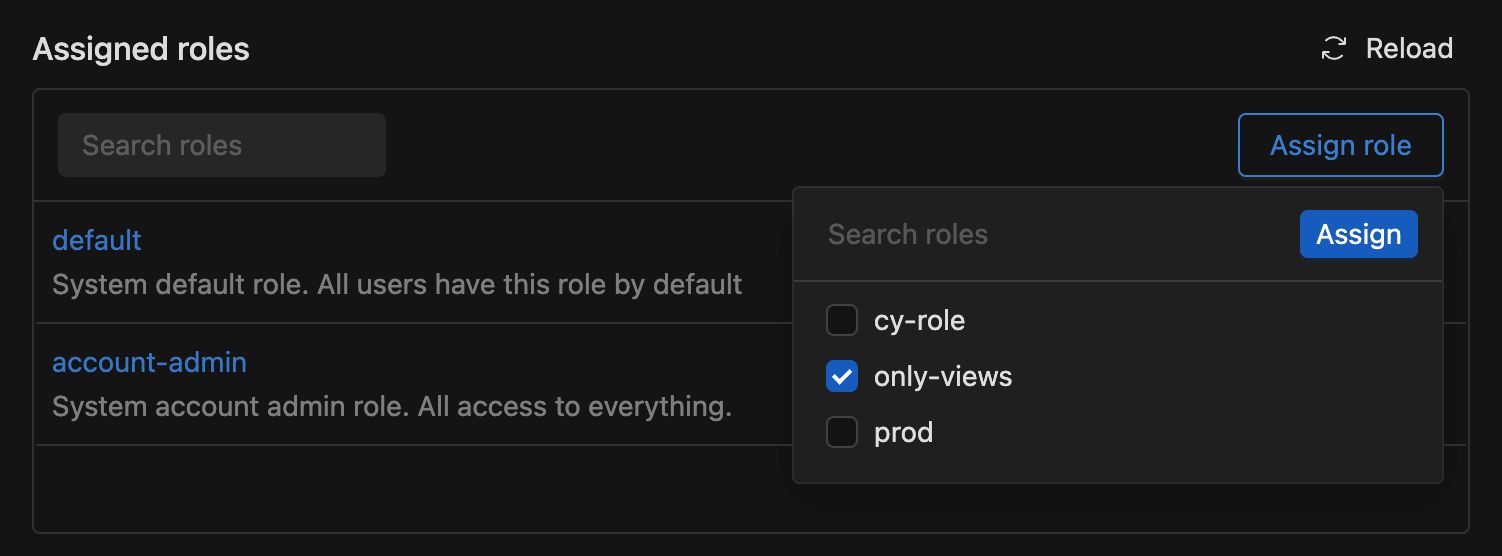 Assigned roles
Reload
Search roles
Assign role
default
System default role. All users have this role by default
account-admin
System account admin role. All access to everything.
Search roles
Assign
cy-role
only-views
prod